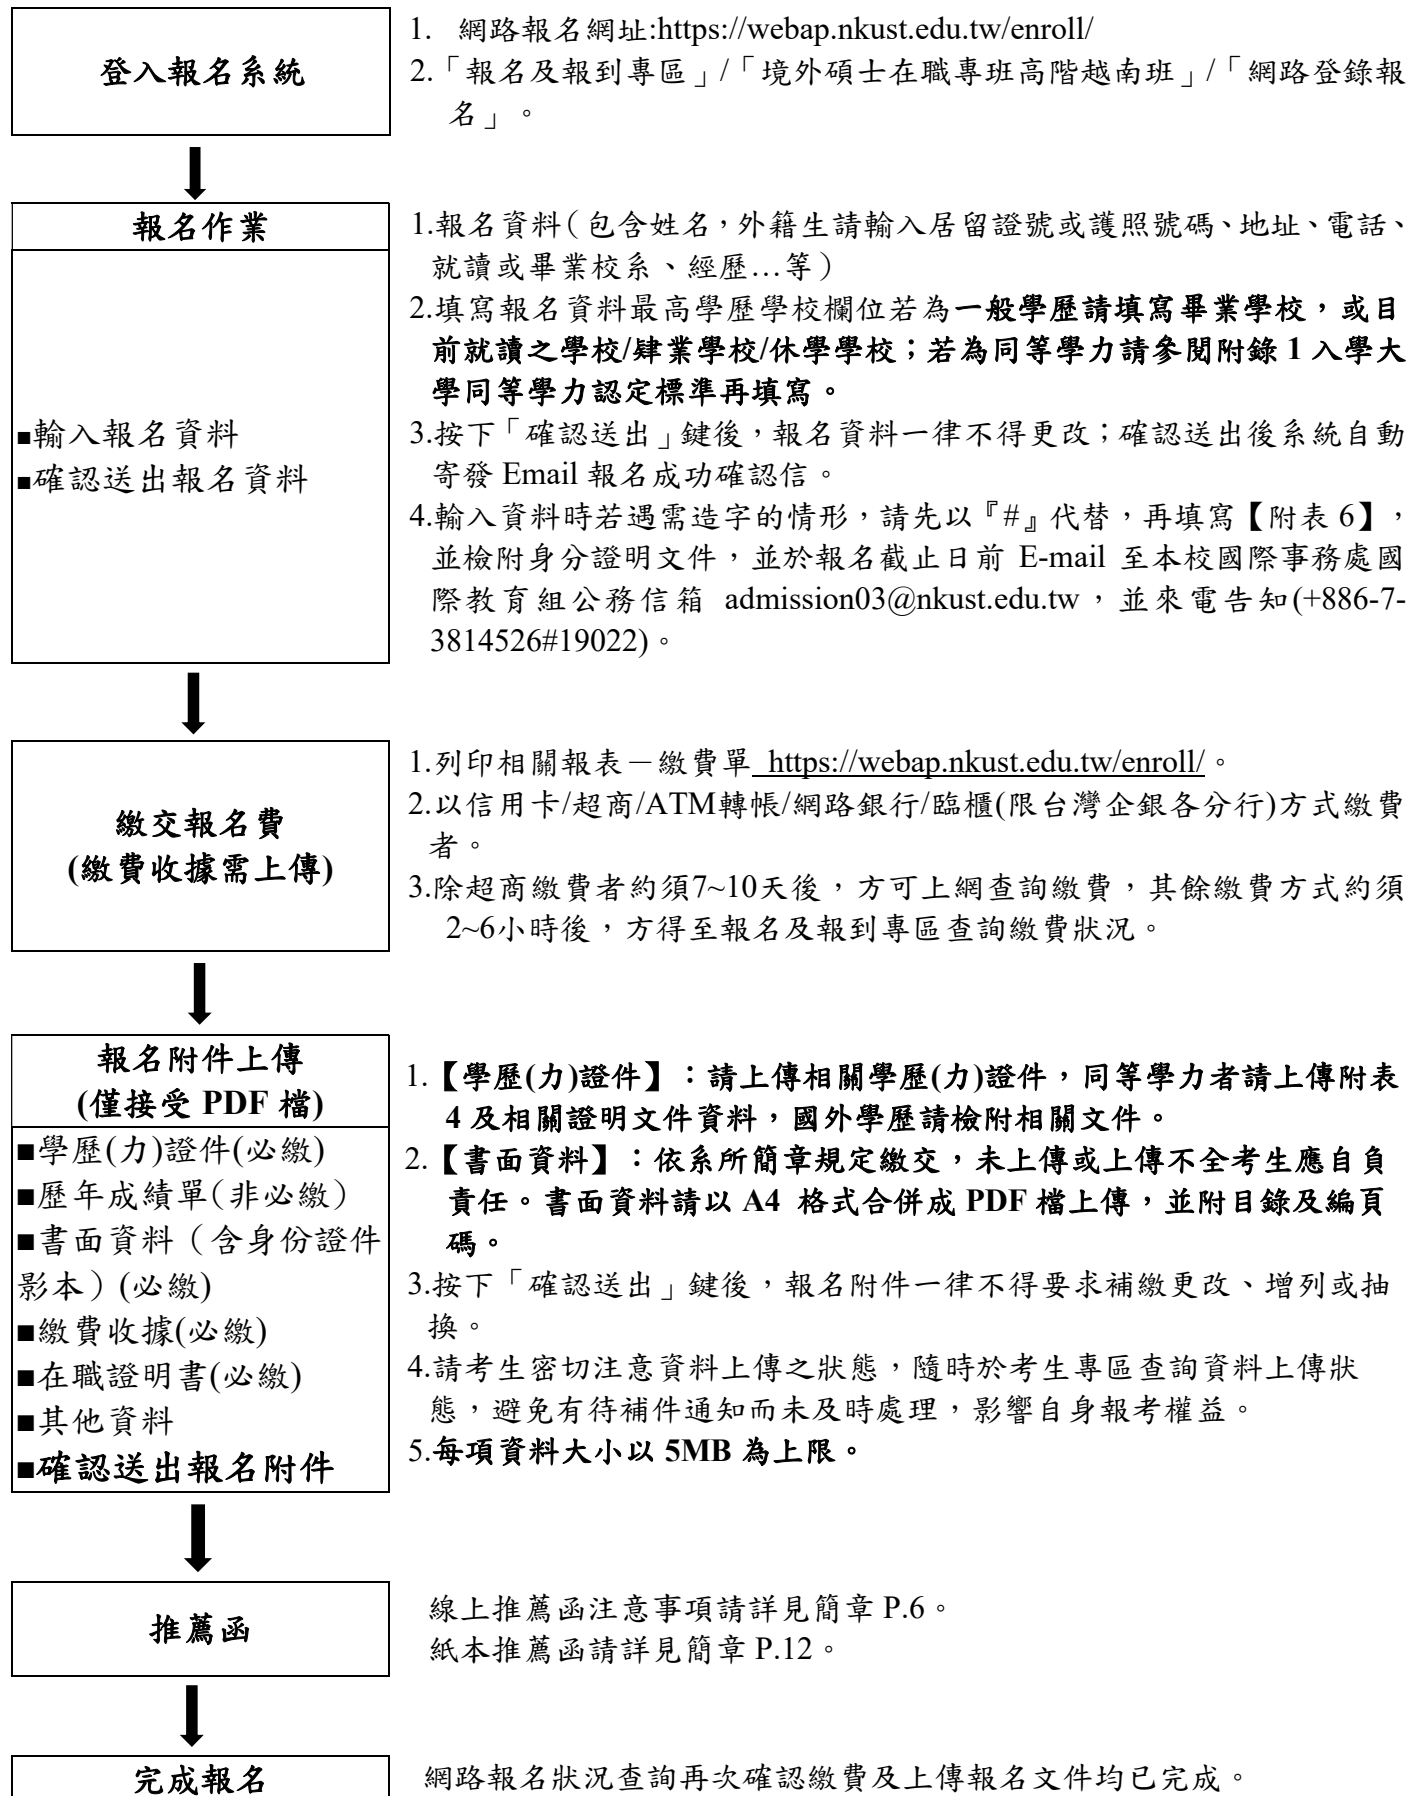 登入報名系統
1. 網路報名網址:https://webap.nkust.edu.tw/enroll/
2.「報名及報到專區」/「境外碩士在職專班高階越南班」/「網路登錄報
名」。
報名作業
■輸入報名資料
■確認送出報名資料
1.報名資料（包含姓名，外籍生請輸入居留證號或護照號碼、地址、電話、
就讀或畢業校系、經歷…等）
2.填寫報名資料最高學歷學校欄位若為一般學歷請填寫畢業學校，或目
前就讀之學校/肄業學校/休學學校；若為同等學力請參閱附錄 1 入學大
學同等學力認定標準再填寫。
3.按下「確認送出」鍵後，報名資料一律不得更改；確認送出後系統自動
寄發 Email 報名成功確認信。
4.輸入資料時若遇需造字的情形，請先以『#』代替，再填寫【附表 6】，
並檢附身分證明文件，並於報名截止日前 E-mail 至本校國際事務處國
際教育組公務信箱 admission03@nkust.edu.tw，並來電告知(+886-7-
3814526#19022)。
繳交報名費
(繳費收據需上傳)
1.列印相關報表－繳費單 https://webap.nkust.edu.tw/enroll/。
2.以信用卡/超商/ATM轉帳/網路銀行/臨櫃(限台灣企銀各分行)方式繳費
者。
3.除超商繳費者約須7~10天後，方可上網查詢繳費，其餘繳費方式約須
2~6小時後，方得至報名及報到專區查詢繳費狀況。
報名附件上傳
(僅接受 PDF 檔)
■學歷(力)證件(必繳)
■歷年成績單(非必繳）
■書面資料（含身份證件
影本）(必繳)
■繳費收據(必繳)
■在職證明書(必繳)
■其他資料
■確認送出報名附件
1.【學歷(力)證件】：請上傳相關學歷(力)證件，同等學力者請上傳附表
4 及相關證明文件資料，國外學歷請檢附相關文件。
2.【書面資料】：依系所簡章規定繳交，未上傳或上傳不全考生應自負
責任。書面資料請以 A4 格式合併成 PDF 檔上傳，並附目錄及編頁
碼。
3.按下「確認送出」鍵後，報名附件一律不得要求補繳更改、增列或抽
換。
4.請考生密切注意資料上傳之狀態，隨時於考生專區查詢資料上傳狀
態，避免有待補件通知而未及時處理，影響自身報考權益。
5.每項資料大小以 5MB 為上限。
推薦函
線上推薦函注意事項請詳見簡章 P.6。
紙本推薦函請詳見簡章 P.12。
完成報名
網路報名狀況查詢再次確認繳費及上傳報名文件均已完成。